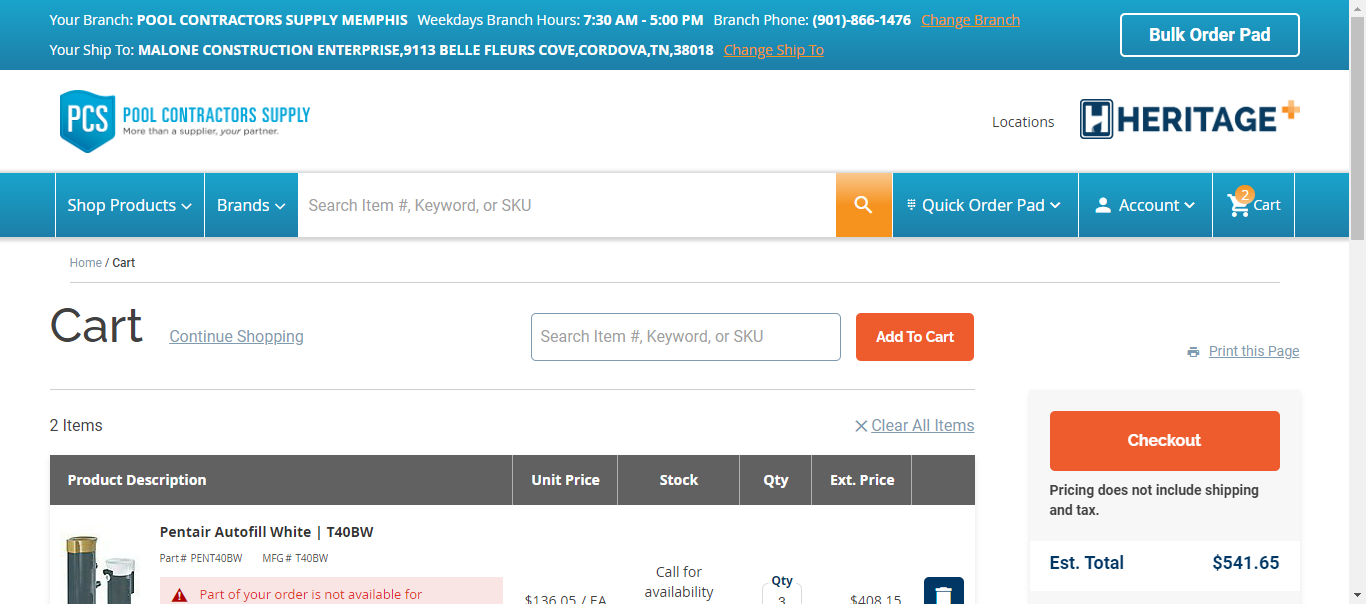 Your Branch: POOL CONTRACTORS SUPPLY MEMPHIS Weekdays Branch Hours: 7:30 AM - 5:00 PM Branch Phone: (901)-866-1476 Change Branch
Your Ship To: MALONE CONSTRUCTION ENTERPRISE,9113 BELLE FLEURS COVE,CORDOVA,TN,38018 Change Ship To
Bulk Order Pad
PCS POOL CONTRACTORS SUPPLY
More than a supplier, your partner.
Locations
HERITAGE+
Shop Products
Brands
Search Item #, Keyword, or SKU
Quick Order Pad
Account
2
Cart
Home / Cart
Cart
Continue Shopping
Search Item #, Keyword, or SKU
Add To Cart
Print this Page
2 Items
Clear All Items
Checkout
Pricing does not include shipping
and tax.
Est. Total $541.65
Product Description Unit Price Stock Qty Ext. Price
Pentair Autofill White | T40BW
Part# PENT40BW MFG# T40BW
Part of your order is not available for
$136.05 / EA
Call for
availability
Qty
3
$408.15